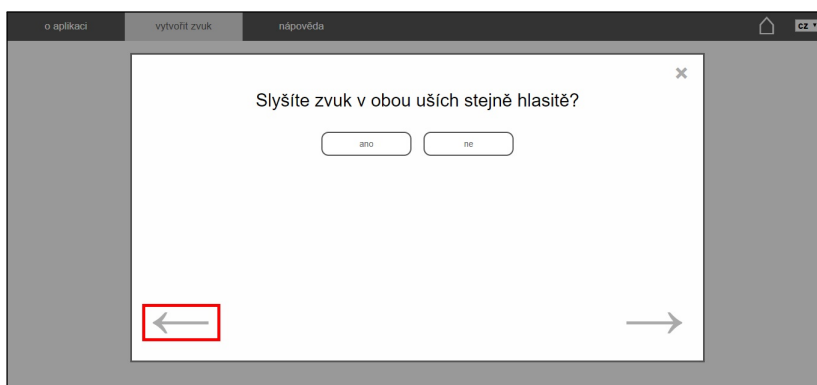 o aplikaci
vytvořit zvuk
nápověda
cz
Slyšíte zvuk v obou uších stejně hlasitě?
ano
ne